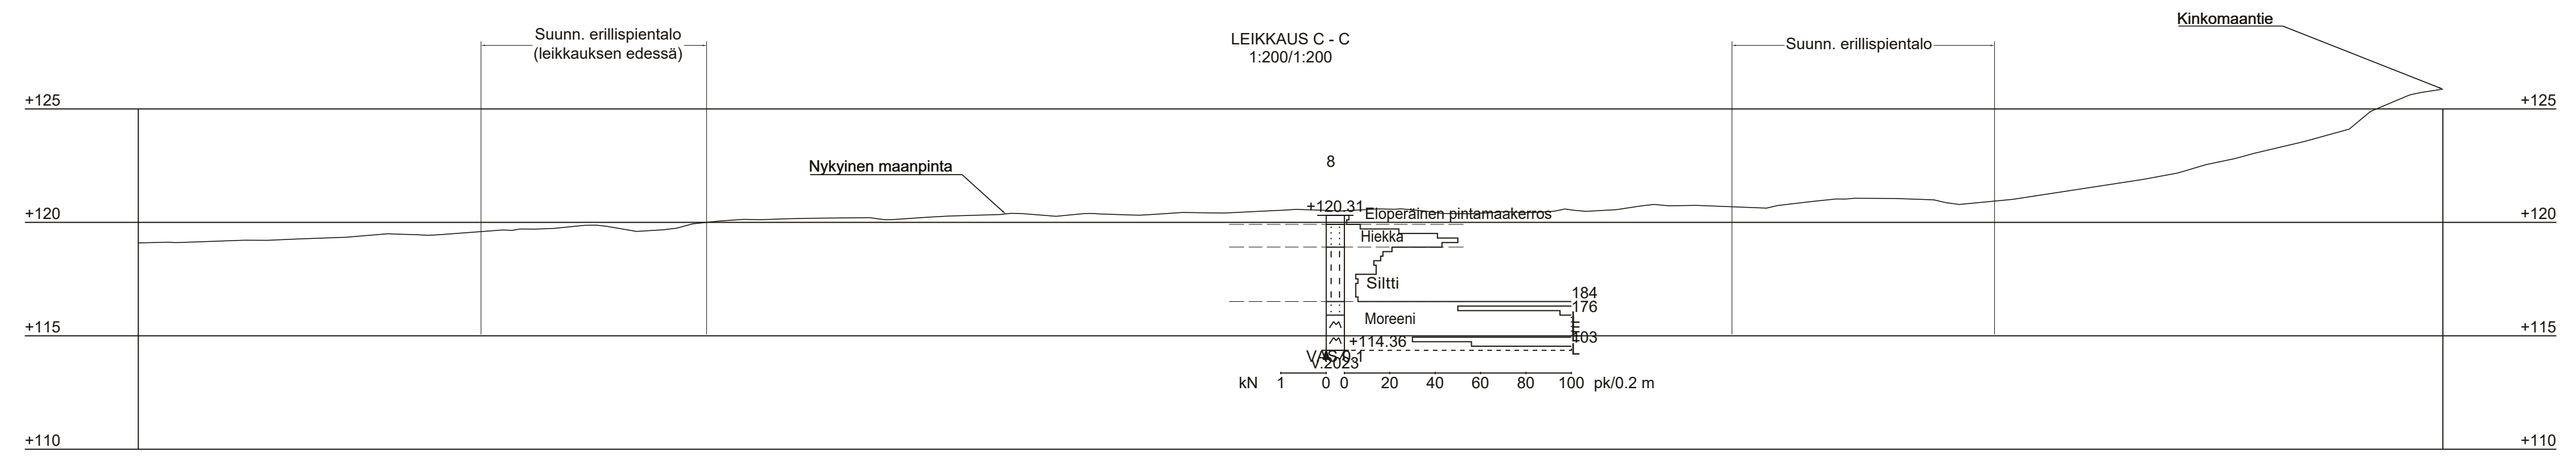 Kinkomaantie
Suunn. erillispientalo
(leikkauksen edessä)
LEIKKAUS C - C
1:200/1:200
Suunn. erillispientalo
+125
+125
8
Nykyinen maanpinta
+120.31
+120
Eloperäinen pintamaakerros
+120
Hiekka
Siltti
184
176
Moreeni
+115
+115
103
+114.36
V.2023
kN 1 0 0 20 40 60 80 100 pk/0.2 m
+110
+110